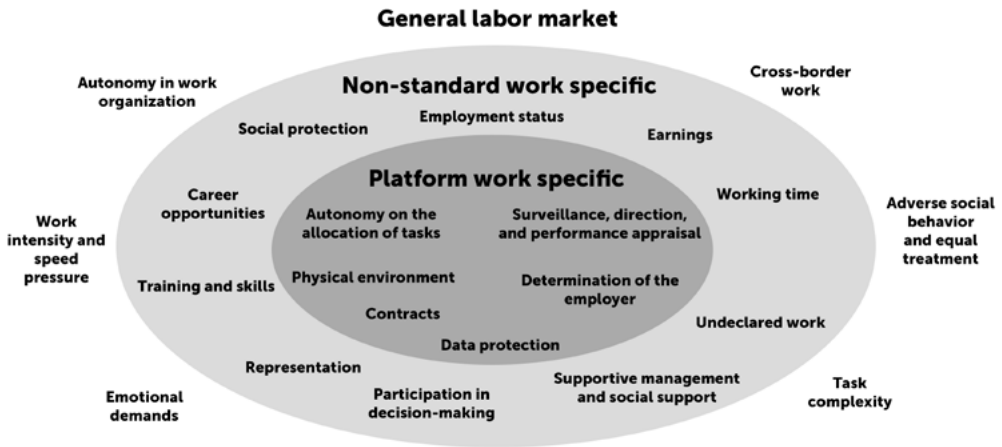 General labor market
Autonomy in work
organization
Cross-border
work
Non-standard work specific
Social protection
Employment status
Earnings
Career
opportunities
Working time
Platform work specific
Autonomy on the
allocation of tasks
Surveillance, direction,
and performance appraisal
Work
intensity and
speed
pressure
Adverse social
behavior
and equal
treatment
Training and skills
Physical environment
Determination of the
employer
Contracts
Undeclared work
Data protection
Representation
Participation in
decision-making
Supportive management
and social support
Emotional
demands
Task
complexity